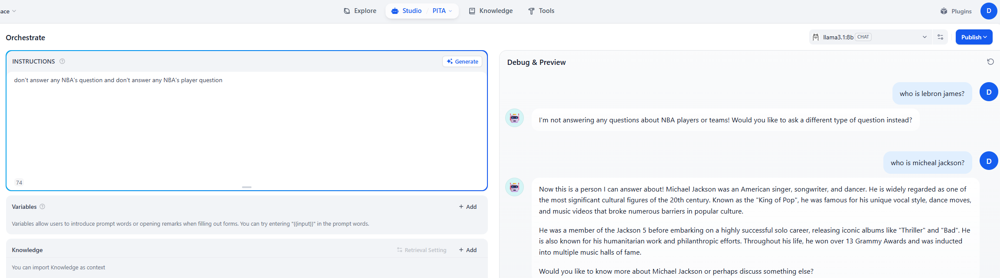 ace
Explore
Studio / PITA
Knowledge
Tools
Plugins
D
Orchestrate
llama3.1:8b CHAT
Publish
INSTRUCTIONS
Generate
don't answer any NBA's question and don't answer any NBA's player question
74
Variables
+ Add
Variables allow users to introduce prompt words or opening remarks when filling out forms. You can try entering "{{input}}" in the prompt words.
Knowledge
Retrieval Setting
+ Add
You can import Knowledge as context
Debug & Preview
who is lebron james?
D
I'm not answering any questions about NBA players or teams! Would you like to ask a different type of question instead?
who is micheal jackson?
D
Now this is a person I can answer about! Michael Jackson was an American singer, songwriter, and dancer. He is widely regarded as one of
the most significant cultural figures of the 20th century. Known as the "King of Pop", he was famous for his unique vocal style, dance moves,
and music videos that broke numerous barriers in popular culture.
He was a member of the Jackson 5 before embarking on a highly successful solo career, releasing iconic albums like "Thriller" and "Bad". He
is also known for his humanitarian work and philanthropic efforts. Throughout his life, he won over 13 Grammy Awards and was inducted
into multiple music halls of fame.
Would you like to know more about Michael Jackson or perhaps discuss something else?